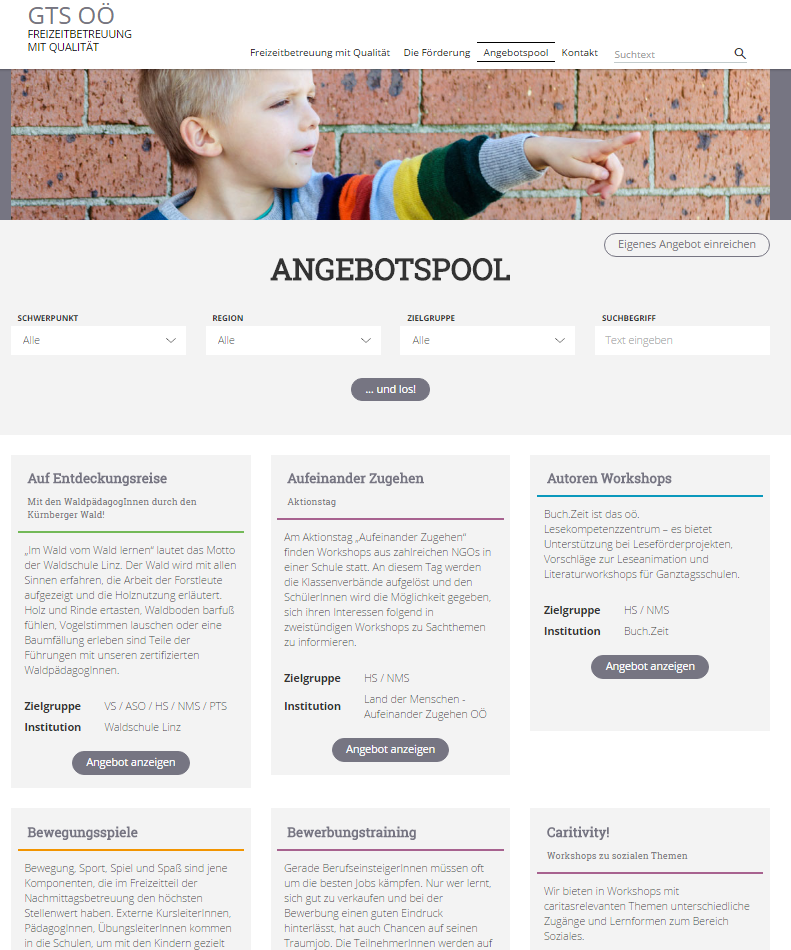 GTS OÖ
FREIZEITBETREUUNG
MIT QUALITÄT
Freizeitbetreuung mit Qualität
Die Förderung
Angebotspool
Kontakt
Suchtext
Eigenes Angebot einreichen
ANGEBOTSPOOL
SCHWERPUNKT
Alle
REGION
Alle
ZIELGRUPPE
Alle
SUCHBEGRIFF
Text eingeben
... und los!
Auf Entdeckungsreise
Mit den WaldpädagogInnen durch den
Kürnberger Wald!
„Im Wald vom Wald lernen“ lautet das Motto
der Waldschule Linz. Der Wald wird mit allen
Sinnen erfahren, die Arbeit der Forstleute
aufgezeigt und die Holznutzung erläutert.
Holz und Rinde ertasten, Waldboden barfuß
fühlen, Vogelstimmen lauschen oder eine
Baumfällung erleben sind Teile der
Führungen mit unseren zertifizierten
WaldpädagogInnen.
Zielgruppe VS / ASO / HS / NMS / PTS
Institution Waldschule Linz
Angebot anzeigen
Aufeinander Zugehen
Aktionstag
Am Aktionstag „Aufeinander Zugehen“
finden Workshops aus zahlreichen NGOs in
einer Schule statt. An diesem Tag werden
die Klassenverbände aufgelöst und den
SchülerInnen wird die Möglichkeit gegeben,
sich ihren Interessen folgend in
zweistündigen Workshops zu Sachthemen
zu informieren.
Zielgruppe HS / NMS
Institution Land der Menschen -
Aufeinander Zugehen OÖ
Angebot anzeigen
Autoren Workshops
Buch.Zeit ist das oö.
Lesekompetenzzentrum – es bietet
Unterstützung bei Leseförderprojekten,
Vorschläge zur Leseanimation und
Literaturworkshops für Ganztagsschulen.
Zielgruppe HS / NMS
Institution Buch.Zeit
Angebot anzeigen
Bewegungsspiele
Bewegung, Sport, Spiel und Spaß sind jene
Komponenten, die im Freizeitteil der
Nachmittagsbetreuung den höchsten
Stellenwert haben. Externe KursleiterInnen,
PädagogInnen, ÜbungsleiterInnen kommen
in die Schulen, um mit den Kindern gezielt
Bewerbungstraining
Gerade BerufseinsteigerInnen müssen oft
um die besten Jobs kämpfen. Nur wer lernt,
sich gut zu verkaufen und bei der
Bewerbung einen guten Eindruck
hinterlässt, hat auch Chancen auf seinen
Traumjob. Die TeilnehmerInnen werden auf
Caritivity!
Workshops zu sozialen Themen
Wir bieten in Workshops mit
caritasrelevanten Themen unterschiedliche
Zugänge und Lernformen zum Bereich
Soziales.